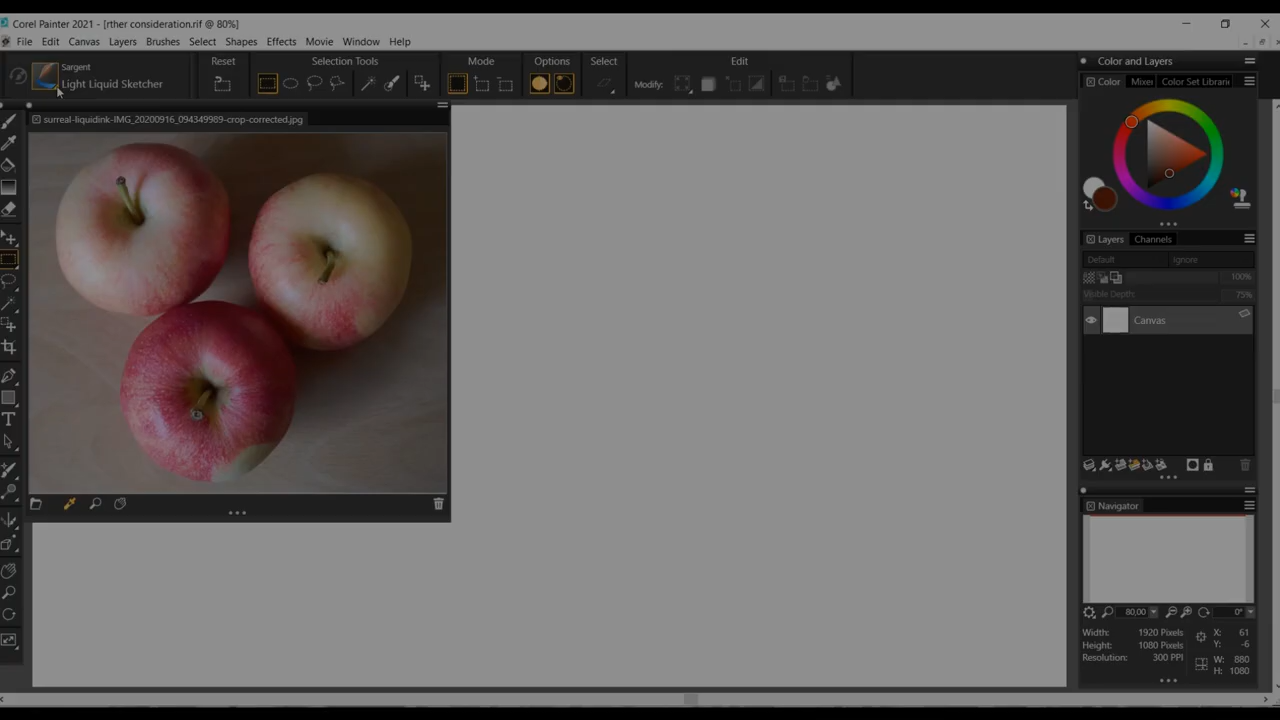 Corel Painter 2021 - [rther consideration.rif @ 80%]
File Edit Canvas Layers Brushes Select Shapes Effects Movie Window Help
Sargent
Light Liquid Sketcher
Reset
Selection Tools
Mode
Options
Select
Edit
Modify:
surreal-liquidink-IMG_20200916_094349989-crop-corrected.jpg
Color and Layers
Color Mixer Color Set Librarie
Layers Channels
Default Ignore
100%
Visible Depth: 75%
Canvas
Navigator
80,00 0°
Width: 1920 Pixels X: 61
Height: 1080 Pixels Y: -6
Resolution: 300 PPI W: 880
H: 1080